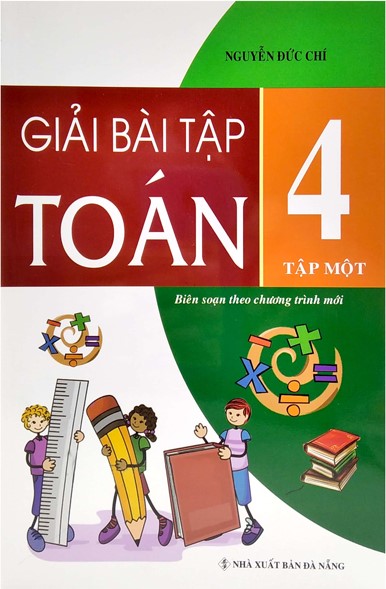 NGUYỄN ĐỨC CHÍ
GIẢI BÀI TẬP
TOÁN
4
TẬP MỘT
Biên soạn theo chương trình mới
NHÀ XUẤT BẢN ĐÀ NẴNG